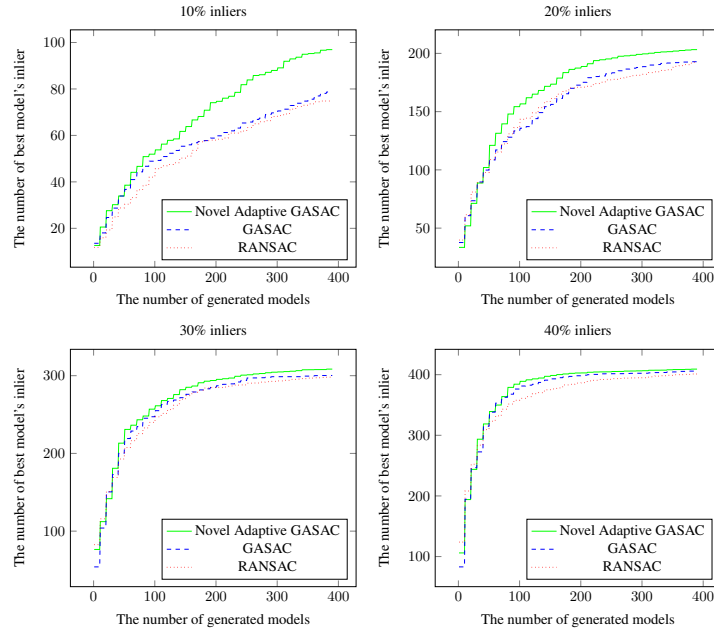 10% inliers
The number of best model's inlier
100
80
60
40
20
0
100
200
300
400
The number of generated models
Novel Adaptive GASAC
GASAC
RANSAC
20% inliers
The number of best model's inlier
200
150
100
50
0
100
200
300
400
The number of generated models
Novel Adaptive GASAC
GASAC
RANSAC
30% inliers
The number of best model's inlier
300
200
100
0
100
200
300
400
The number of generated models
Novel Adaptive GASAC
GASAC
RANSAC
40% inliers
The number of best model's inlier
400
300
200
100
0
100
200
300
400
The number of generated models
Novel Adaptive GASAC
GASAC
RANSAC